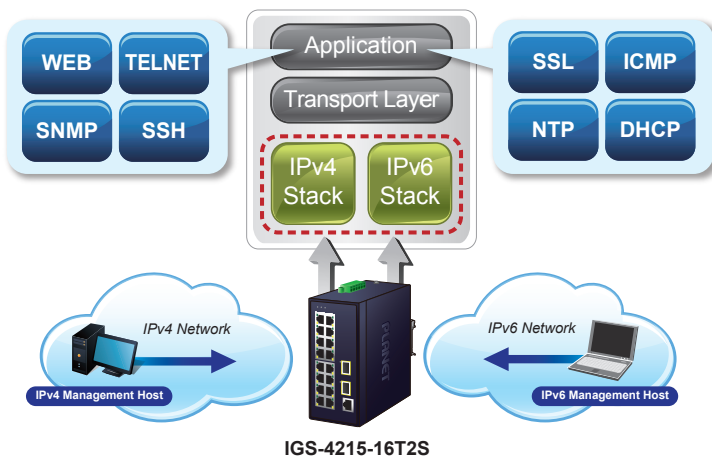 WEB
TELNET
SNMP
SSH
Application
Transport Layer
IPv4
Stack
IPv6
Stack
SSL
ICMP
NTP
DHCP
IPv4 Network
IPv4 Management Host
PLANET
IPv6 Network
IPv6 Management Host
IGS-4215-16T2S